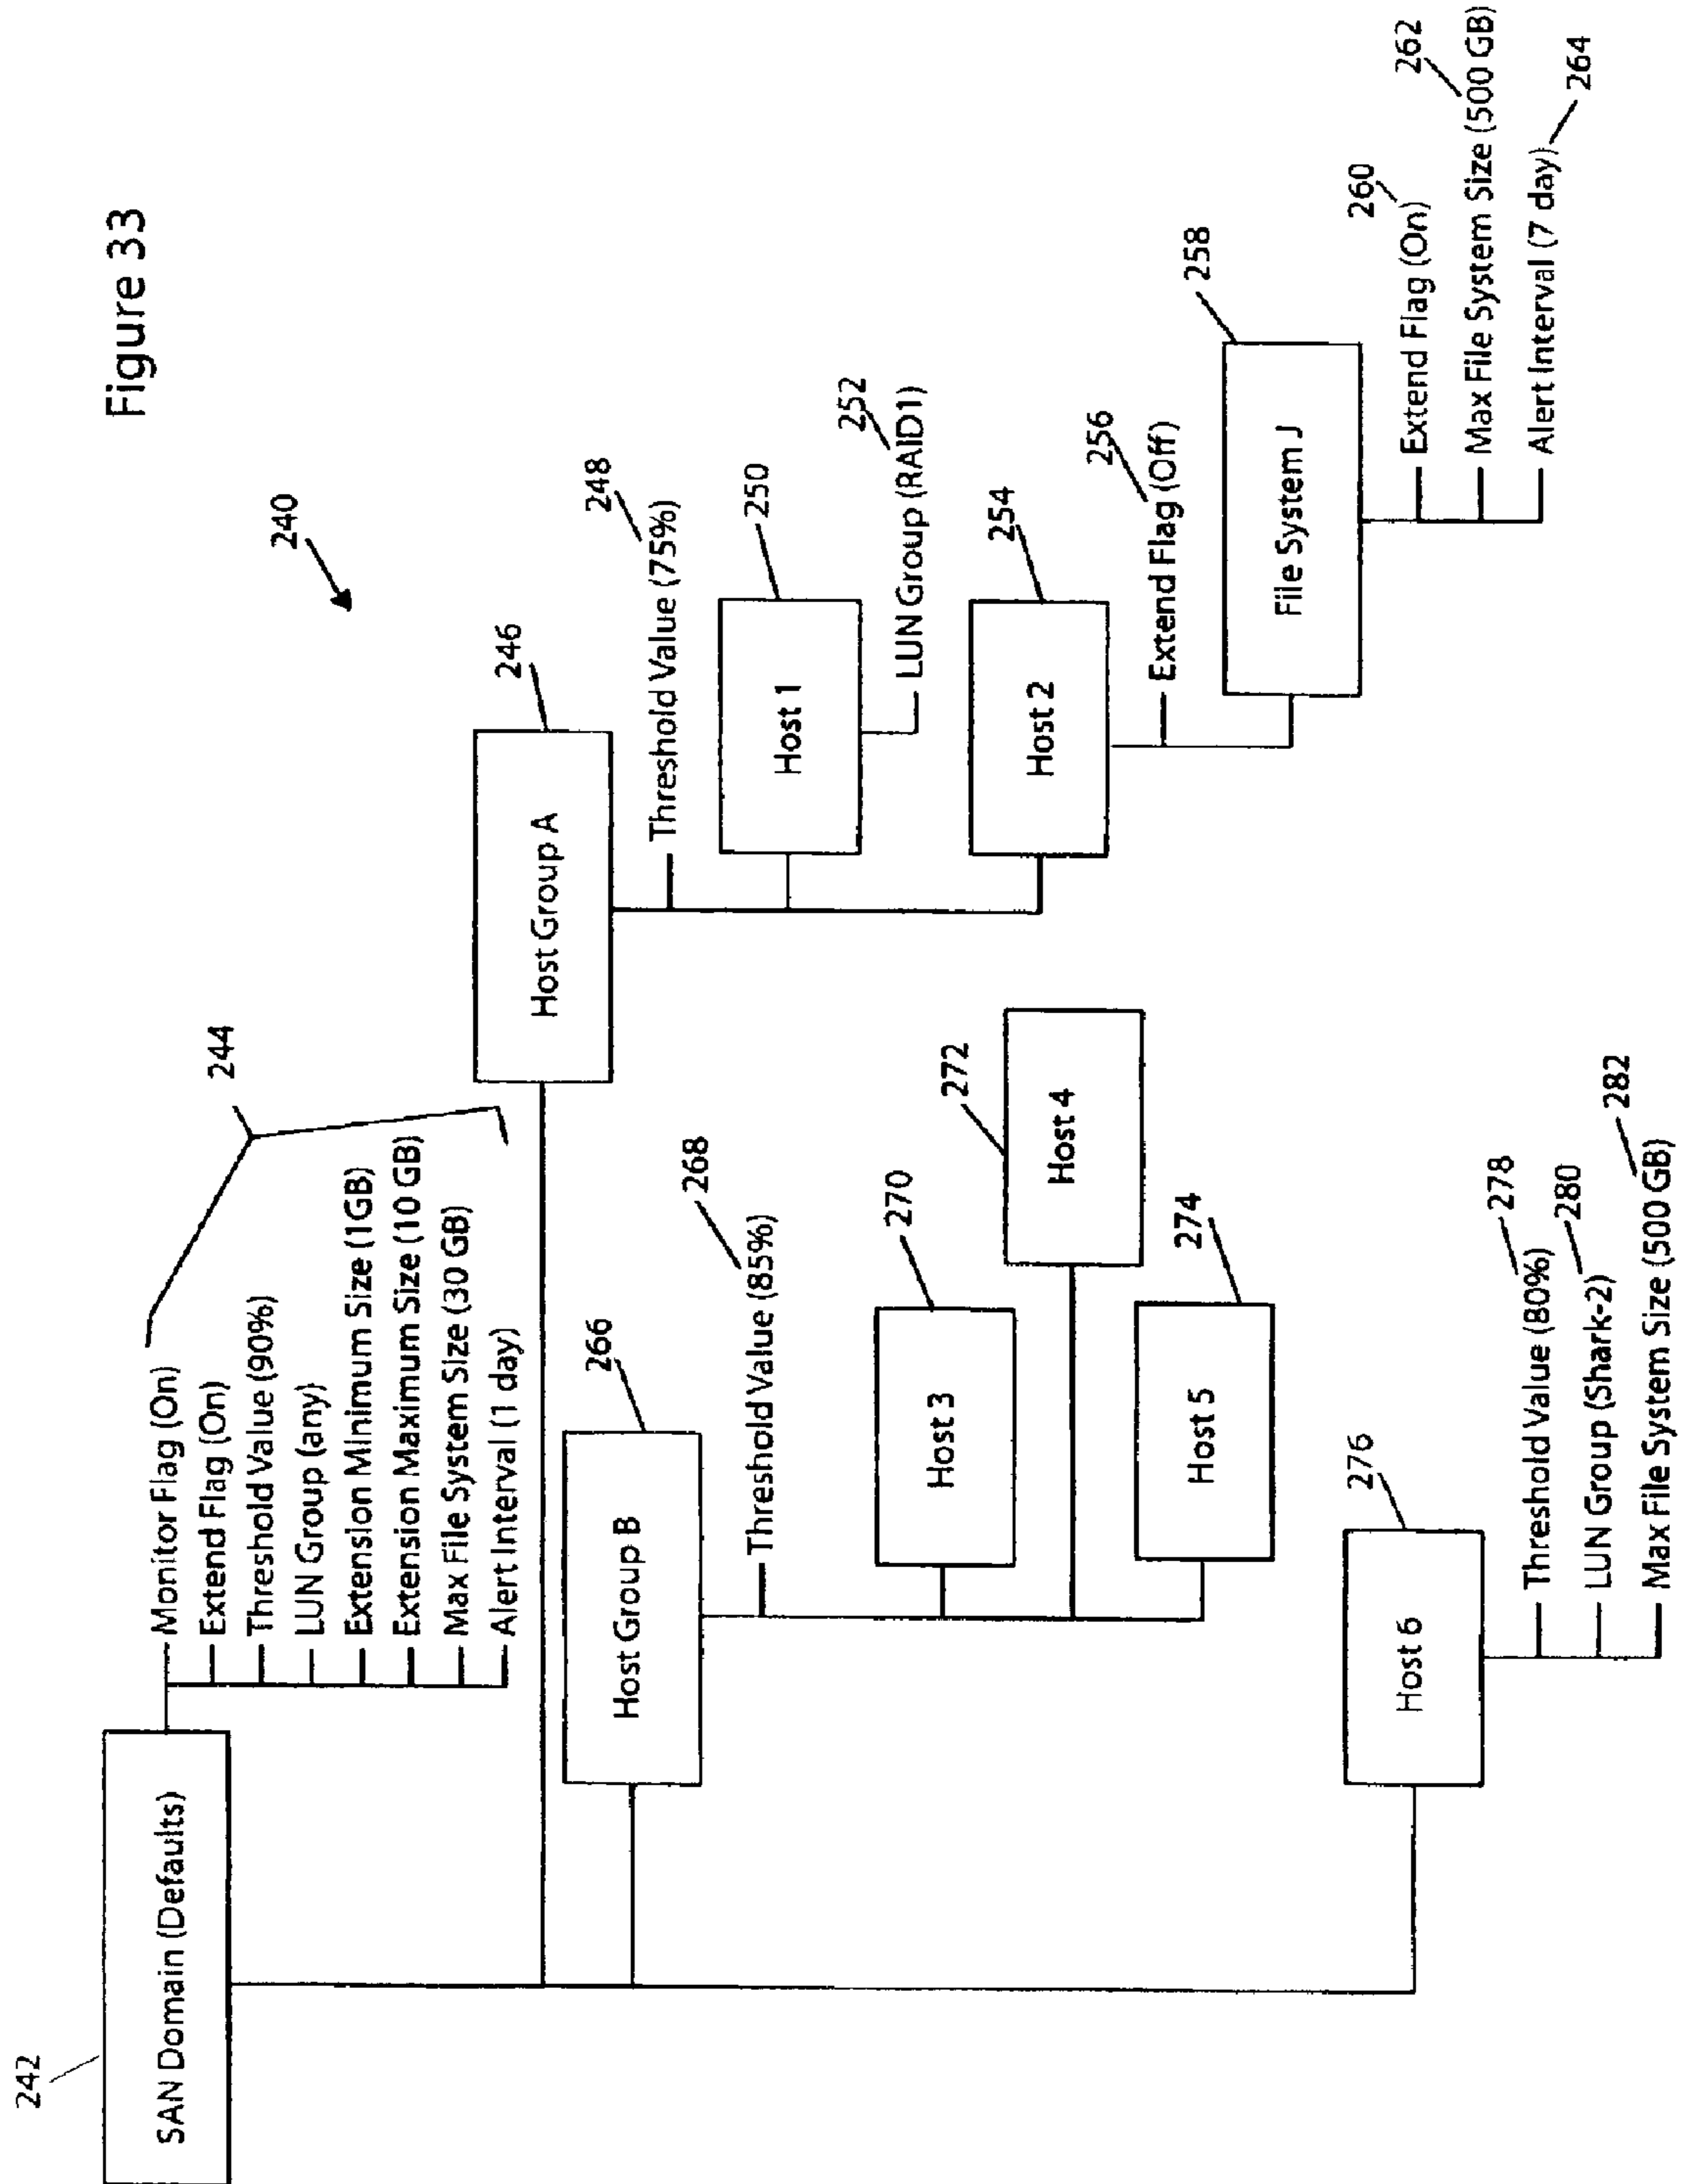 Figure 33
240
242
SAN Domain (Defaults)
244
Monitor Flag (On)
Extend Flag (On)
Threshold Value (90%)
LUN Group (any)
Extension Minimum Size (1GB)
Extension Maximum Size (10 GB)
Max File System Size (30 GB)
Alert Interval (1 day)
246
Host Group A
248
Threshold Value (75%)
250
Host 1
252
LUN Group (RAID1)
254
Host 2
256
Extend Flag (Off)
258
File System J
260
Extend Flag (On)
262
Max File System Size (500 GB)
Alert Interval (7 day)
264
266
Host Group B
268
Threshold Value (85%)
270
Host 3
272
Host 4
274
Host 5
276
Host 6
278
Threshold Value (80%)
280
LUN Group (Shark-2)
282
Max File System Size (500 GB)